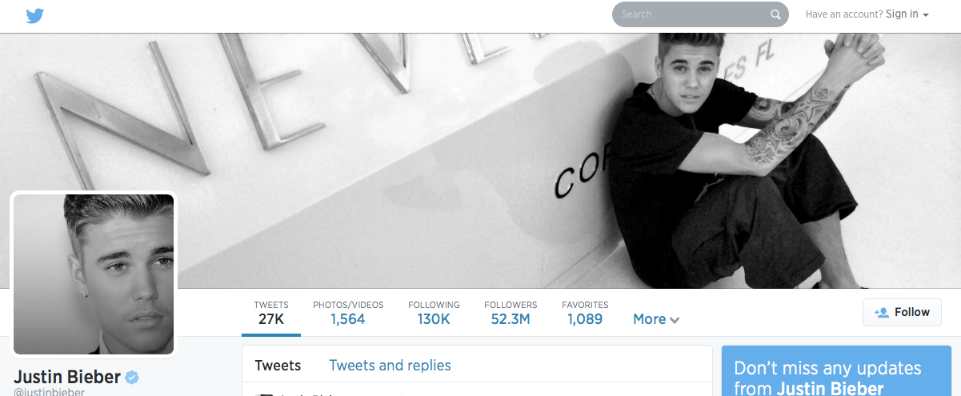 Search
Have an account? Sign in
NEVE
ES FL
COP
TWEETS PHOTOS/VIDEOS FOLLOWING FOLLOWERS FAVORITES
27K 1,564 130K 52.3M 1,089 More
Follow
Tweets Tweets and replies
Don't miss any updates
from Justin Bieber
Justin Bieber
@justinbieber